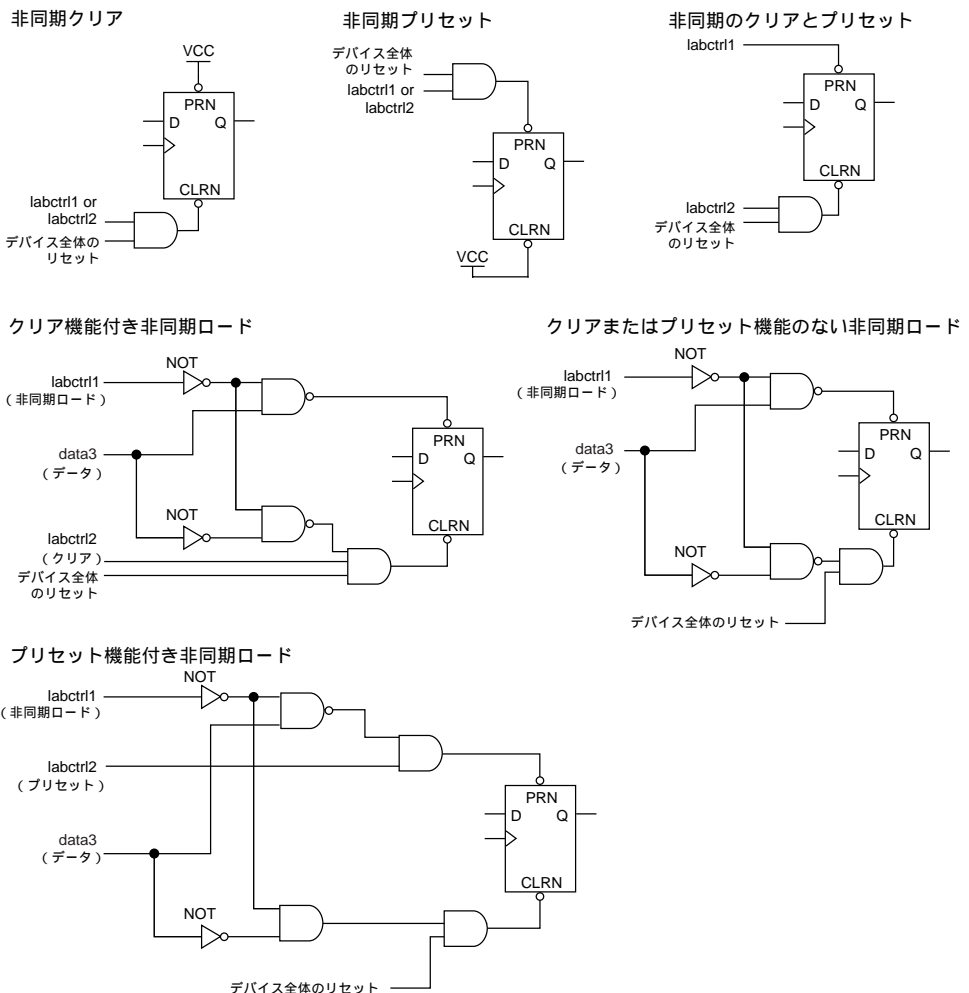 非同期クリア
VCC
PRN
D
Q
CLRN
labctrl1 or
labctrl2
デバイス全体の
リセット
非同期プリセット
デバイス全体
のリセット
labctrl1 or
labctrl2
PRN
D
Q
CLRN
VCC
非同期のクリアとプリセット
labctrl1
PRN
D
Q
CLRN
labctrl2
デバイス全体
のリセット
クリア機能付き非同期ロード
NOT
labctrl1
(非同期ロード)
PRN
D
Q
data3
(データ)
NOT
CLRN
labctrl2
(クリア)
デバイス全体
のリセット
クリアまたはプリセット機能のない非同期ロード
NOT
labctrl1
(非同期ロード)
PRN
D
Q
data3
(データ)
CLRN
NOT
デバイス全体のリセット
プリセット機能付き非同期ロード
NOT
labctrl1
(非同期ロード)
labctrl2
(プリセット)
PRN
D
Q
data3
(データ)
CLRN
NOT
デバイス全体のリセット